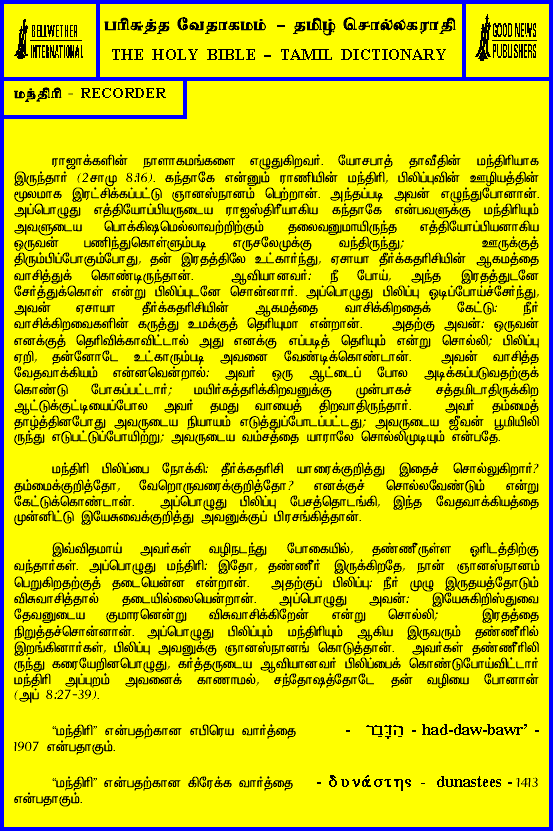 BELLWETHER
INTERNATIONAL
பரிசுத்த வேதாகமம் – தமிழ் சொல்லகராதி
THE HOLY BIBLE – TAMIL DICTIONARY
GOOD NEWS
PUBLISHERS
மந்திரி - RECORDER
ராஜாக்களின் நாளாகமங்களை எழுதுகிறவர். யோசபாத் தாவீதின் மந்திரியாக
இருந்தார் (2சாமு 8:16). கந்தாகே என்னும் ராணியின் மந்திரி, பிலிப்புவின் ஊழியத்தின்
மூலமாக இரட்சிக்கப்பட்டு ஞானஸ்நானம் பெற்றான். அந்தப்படி அவன் எழுந்துபோனான்.
அப்பொழுது எத்தியோப்பியருடைய ராஜஸ்திரீயாகிய கந்தாகே என்பவளுக்கு மந்திரியும்
அவளுடைய பொக்கிஷமெல்லாவற்றிற்கும் தலைவனுமாயிருந்த எத்தியோப்பியனாகிய
ஒருவன் பணிந்துகொள்ளும்படி எருசலேமுக்கு வந்திருந்து; ஊருக்குத்
திரும்பிப்போகும்போது, தன் இரதத்திலே உட்கார்ந்து, ஏசாயா தீர்க்கதரிசியின் ஆகமத்தை
வாசித்துக் கொண்டிருந்தான். ஆவியானவர்: நீ போய், அந்த இரதத்துடனே
சேர்த்துக்கொள் என்று பிலிப்புடனே சொன்னார். அப்பொழுது பிலிப்பு ஓடிப்போய்ச்சேர்ந்து,
அவன் ஏசாயா தீர்க்கதரிசியின் ஆகமத்தை வாசிக்கிறதைக் கேட்டு: நீர்
வாசிக்கிறவைகளின் கருத்து உமக்குத் தெரியுமா என்றான். அதற்கு அவன்: ஒருவன்
எனக்குத் தெரிவிக்காவிட்டால் அது எனக்கு எப்படித் தெரியும் என்று சொல்லி; பிலிப்பு
ஏறி, தன்னோடே உட்காரும்படி அவனை வேண்டிக்கொண்டான். அவன் வாசித்த
வேதவாக்கியம் என்னவென்றால்: அவர் ஒரு ஆட்டைப் போல அடிக்கப்படுவதற்குக்
கொண்டு போகப்பட்டார்; மயிர்கத்தரிக்கிறவனுக்கு முன்பாகச் சத்தமிடாதிருக்கிற
ஆட்டுக்குட்டியைப்போல அவர் தமது வாயைத் திறவாதிருந்தார். அவர் தம்மைத்
தாழ்த்தினபோது அவருடைய நியாயம் எடுத்துப்போடப்பட்டது; அவருடைய ஜீவன் பூமியிலி
ருந்து எடுபட்டுப்போயிற்று; அவருடைய வம்சத்தை யாராலே சொல்லிமுடியும் என்பதே.
மந்திரி பிலிப்பை நோக்கி: தீர்க்கதரிசி யாரைக்குறித்து இதைச் சொல்லுகிறார்?
தம்மைக்குறித்தோ, வேறொருவரைக்குறித்தோ? எனக்குச் சொல்லவேண்டும் என்று
கேட்டுக்கொண்டான். அப்பொழுது பிலிப்பு பேசத்தொடங்கி, இந்த வேதவாக்கியத்தை
முன்னிட்டு இயேசுவைக்குறித்து அவனுக்குப் பிரசங்கித்தான்.
இவ்விதமாய் அவர்கள் வழிநடந்து போகையில், தண்ணீருள்ள ஓரிடத்திற்கு
வந்தார்கள். அப்பொழுது மந்திரி: இதோ, தண்ணீர் இருக்கிறதே, நான் ஞானஸ்நானம்
பெறுகிறதற்குத் தடையென்ன என்றான். அதற்குப் பிலிப்பு: நீர் முழு இருதயத்தோடும்
விசுவாசித்தால் தடையில்லையென்றான். அப்பொழுது அவன்: இயேசுகிறிஸ்துவை
தேவனுடைய குமாரனென்று விசுவாசிக்கிறேன் என்று சொல்லி; இரதத்தை
நிறுத்தச்சொன்னான். அப்பொழுது பிலிப்பும் மந்திரியும் ஆகிய இருவரும் தண்ணீரில்
இறங்கினார்கள், பிலிப்பு அவனுக்கு ஞானஸ்நானங் கொடுத்தான். அவர்கள் தண்ணீரிலி
ருந்து கரையேறினபொழுது, கர்த்தருடைய ஆவியானவர் பிலிப்பைக் கொண்டுபோய்விட்டார்
மந்திரி அப்புறம் அவனைக் காணாமல், சந்தோஷத்தோடே தன் வழியை போனான்
(அப் 8:27-39).
“மந்திரி” என்பதற்கான எபிரெய வார்த்தை - הַדָּבָר - had-daw-bawr’ -
1907 என்பதாகும்.
“மந்திரி” என்பதற்கான கிரேக்க வார்த்தை - δυνάστης - dunastees - 1413
என்பதாகும்.